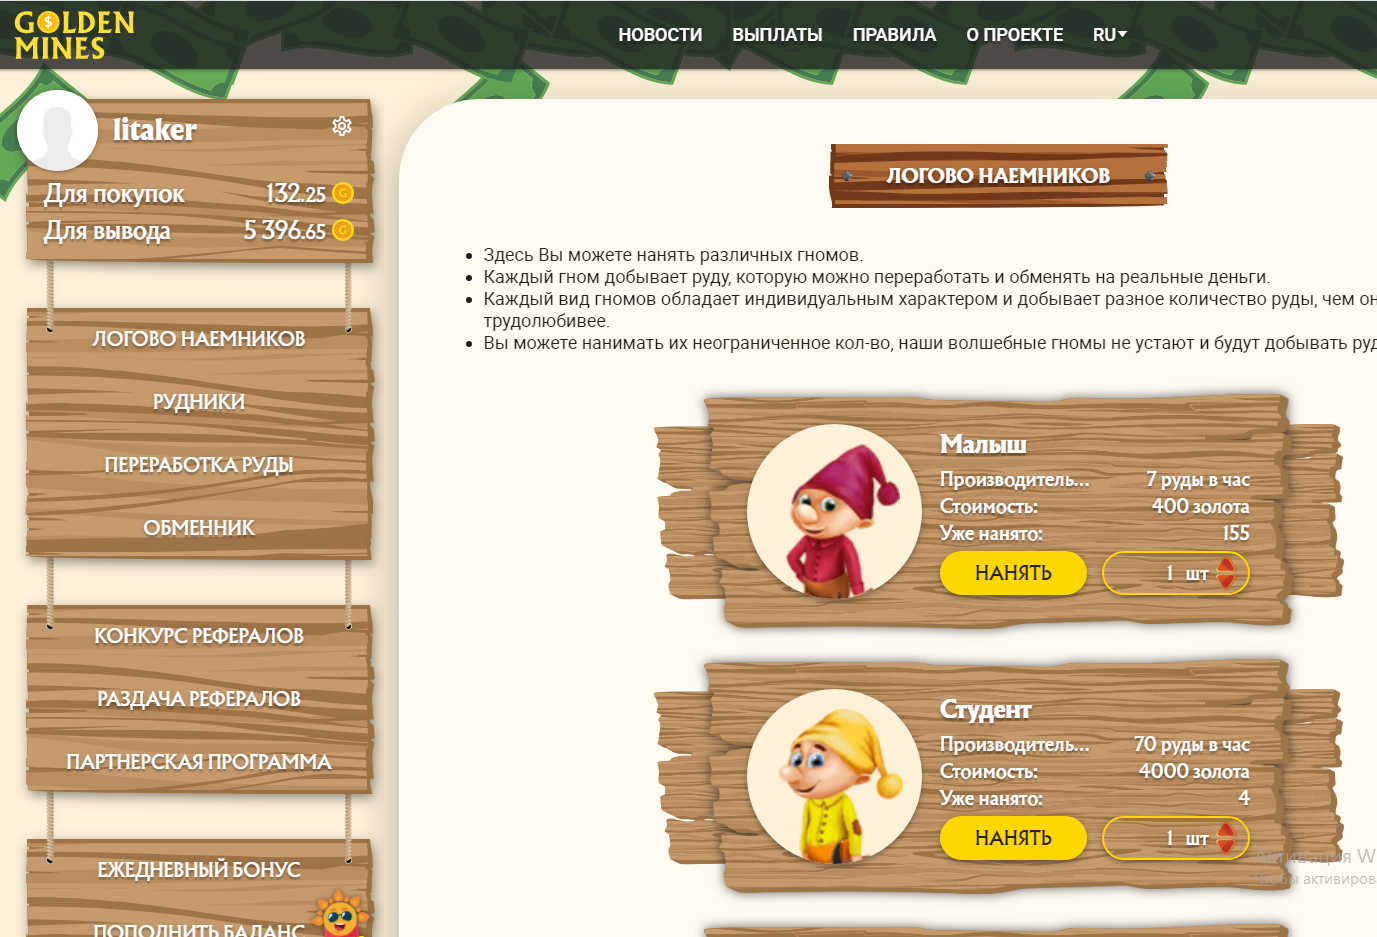 GOLDEN
MINES
НОВОСТИ ВЫПЛАТЫ ПРАВИЛА О ПРОЕКТЕ RU
litaker
Для покупок 132.25 G
Для вывода 5 396.65 G
ЛОГОВО НАЕМНИКОВ
РУДНИКИ
ПЕРЕРАБОТКА РУДЫ
ОБМЕННИК
КОНКУРС РЕФЕРАЛОВ
РАЗДАЧА РЕФЕРАЛОВ
ПАРТНЕРСКАЯ ПРОГРАММА
ЕЖЕДНЕВНЫЙ БОНУС
ПОПОЛНИТЬ БАЛАНС
ЛОГОВО НАЕМНИКОВ
Здесь Вы можете нанять различных гномов.
Каждый гном добывает руду, которую можно переработать и обменять на реальные деньги.
Каждый вид гномов обладает индивидуальным характером и добывает разное количество руды, чем он
трудолюбивее.
Вы можете нанимать их неограниченное кол-во, наши волшебные гномы не устают и будут добывать руд
Малыш
Производитель... 7 руды в час
Стоимость: 400 золота
Уже нанято: 155
НАНЯТЬ 1 шт
Студент
Производитель... 70 руды в час
Стоимость: 4000 золота
Уже нанято: 4
НАНЯТЬ 1 шт
Активация W
Чтобы активиров